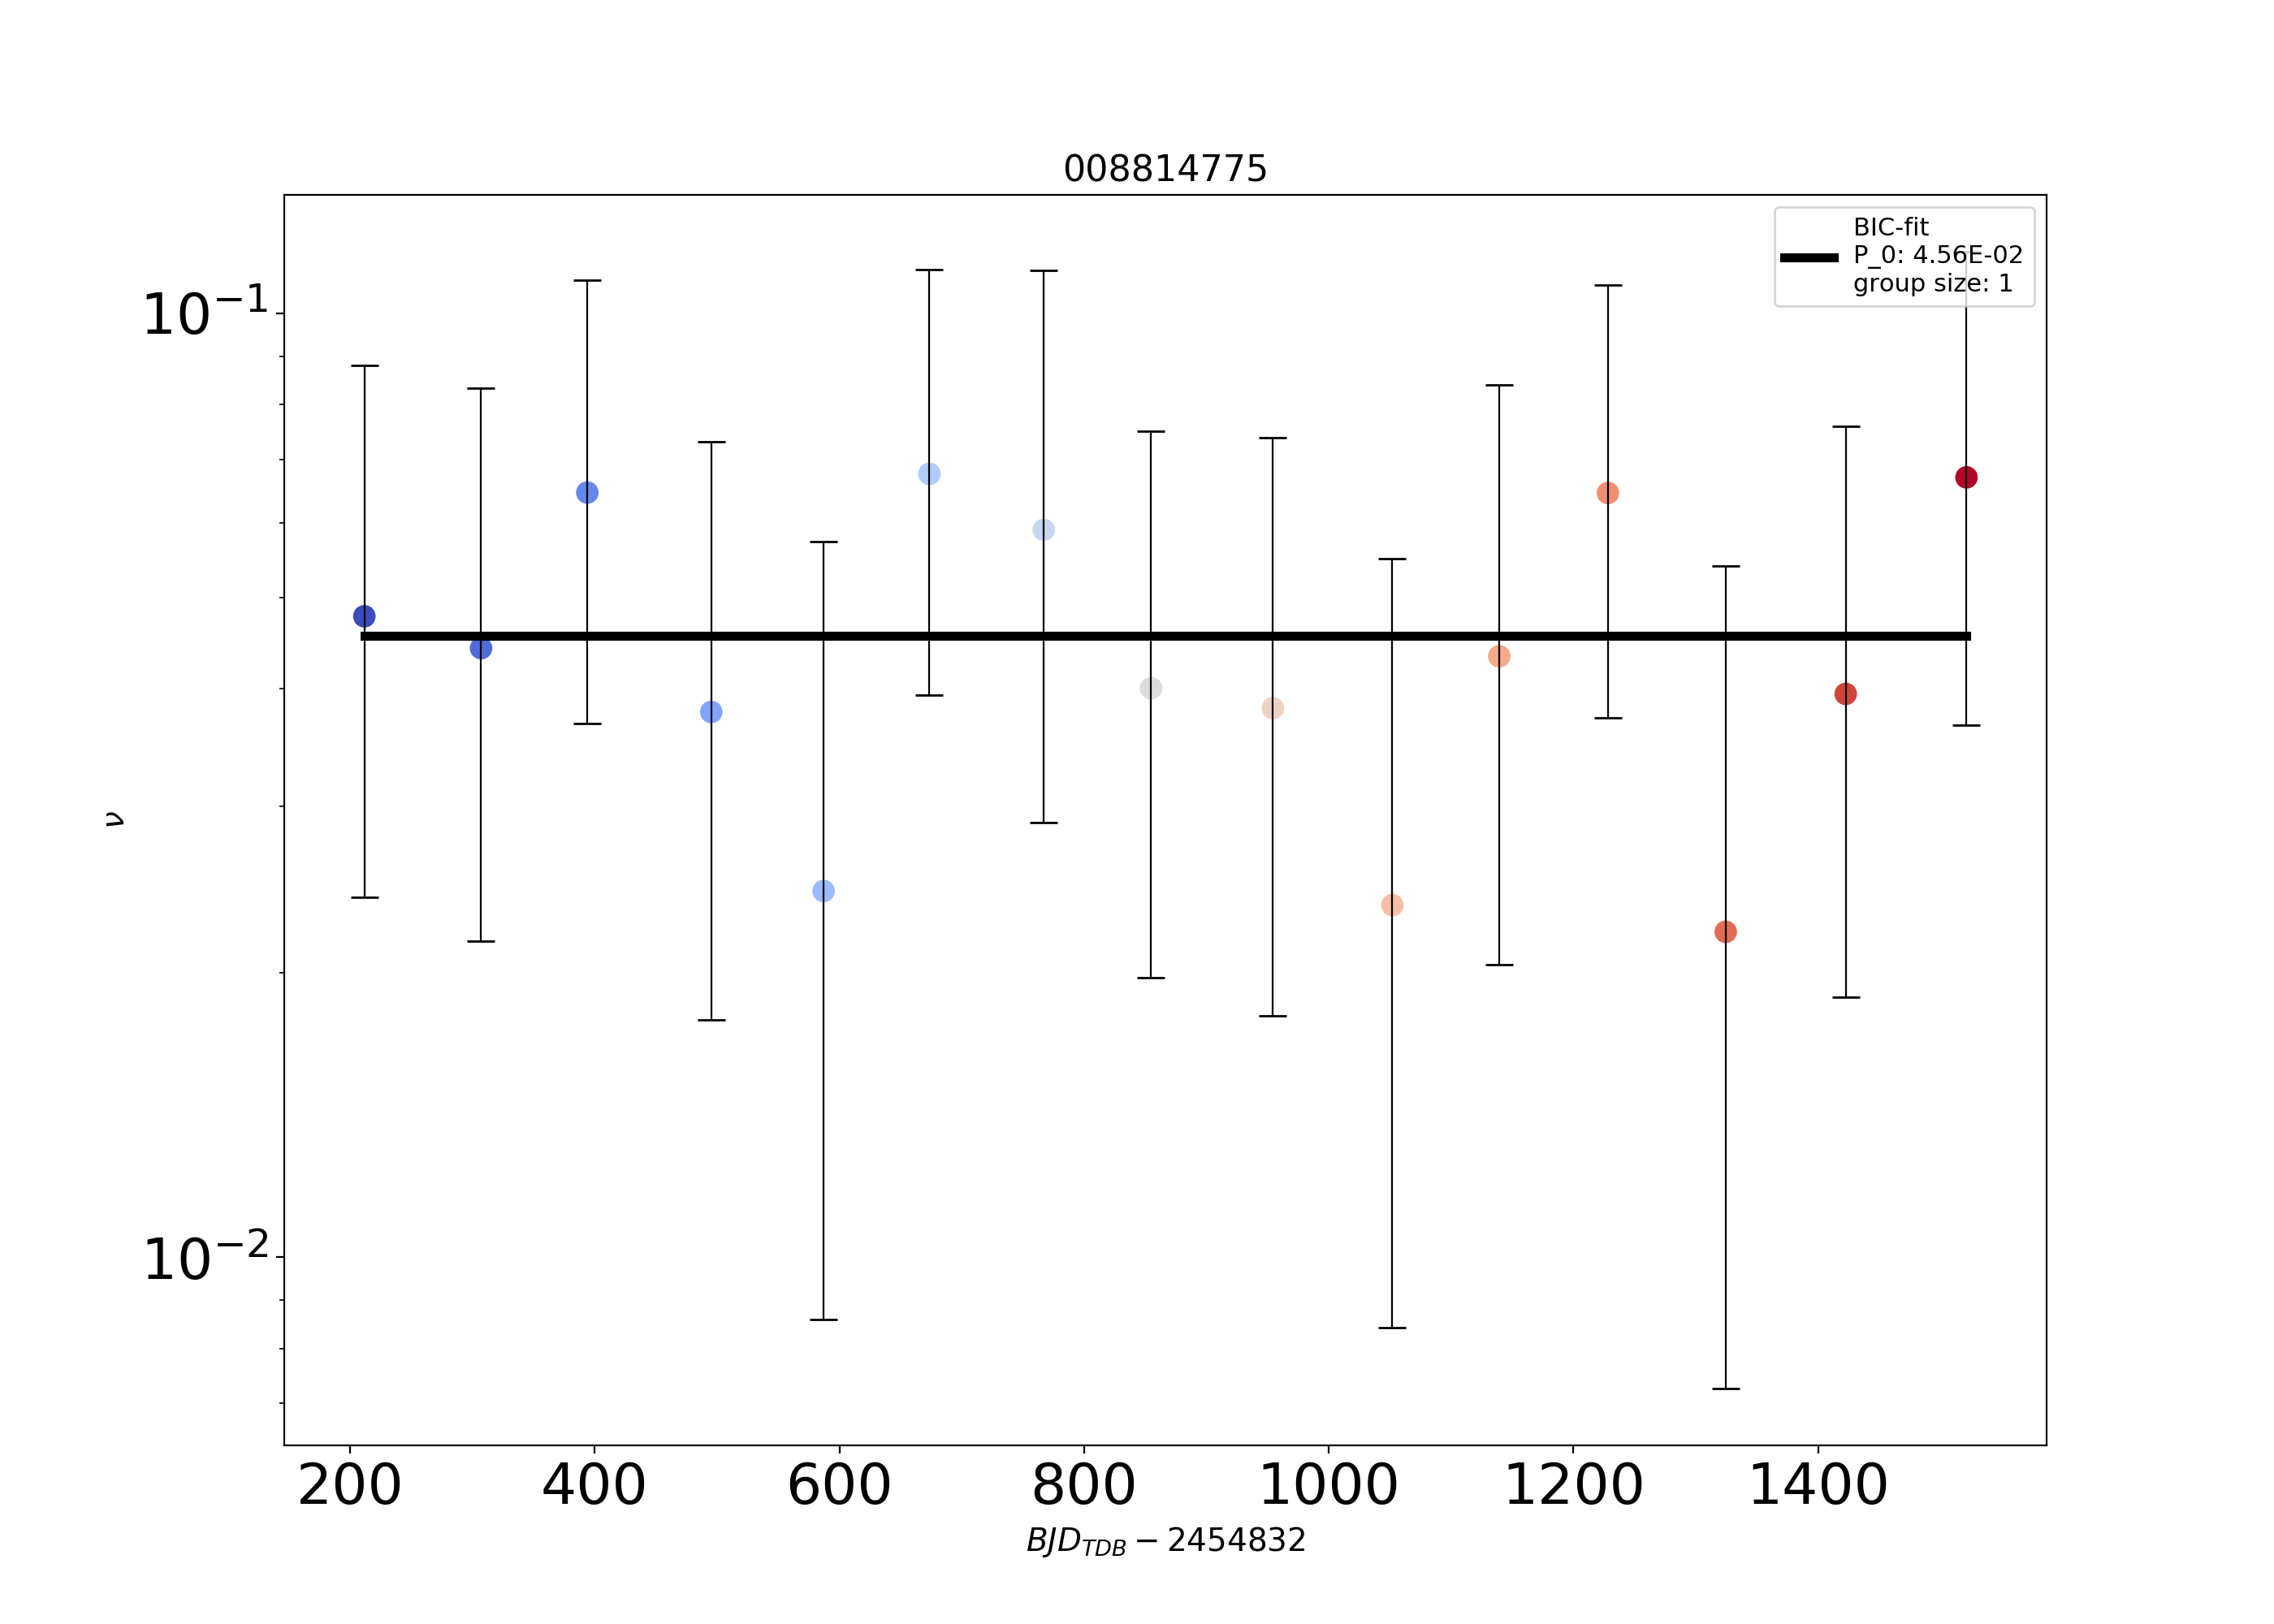 008814775
BIC-fit
P_0: 4.56E-02
group size: 1
10⁻¹
ν
10⁻²
200 400 600 800 1000 1200 1400
BJD_TDB − 2454832